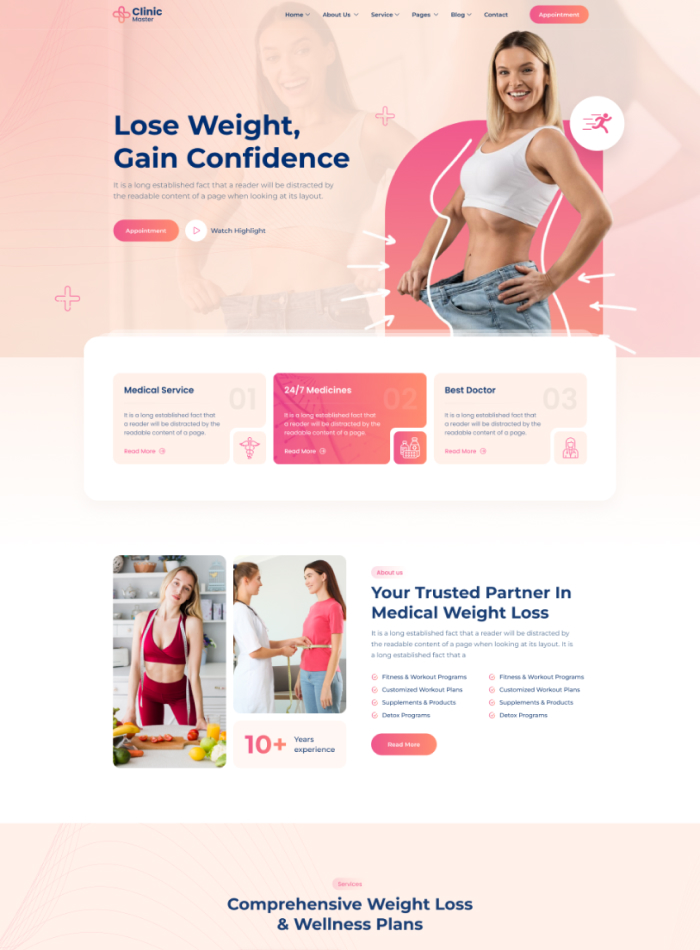 Clinic
Master
Home
About Us
Service
Pages
Blog
Contact
Appointment
Lose Weight,
Gain Confidence
It is a long established fact that a reader will be distracted by
the readable content of a page when looking at its layout.
Appointment
Watch Highlight
Medical Service
01
It is a long established fact that
a reader will be distracted by the
readable content of a page.
Read More
24/7 Medicines
02
It is a long established fact that
a reader will be distracted by the
readable content of a page.
Read More
Best Doctor
03
It is a long established fact that
a reader will be distracted by the
readable content of a page.
Read More
10+
Years
experience
About us
Your Trusted Partner In
Medical Weight Loss
It is a long established fact that a reader will be distracted by
the readable content of a page when looking at its layout. It is
a long established fact that a
Fitness & Workout Programs
Customized Workout Plans
Supplements & Products
Detox Programs
Fitness & Workout Programs
Customized Workout Plans
Supplements & Products
Detox Programs
Read More
Services
Comprehensive Weight Loss
& Wellness Plans